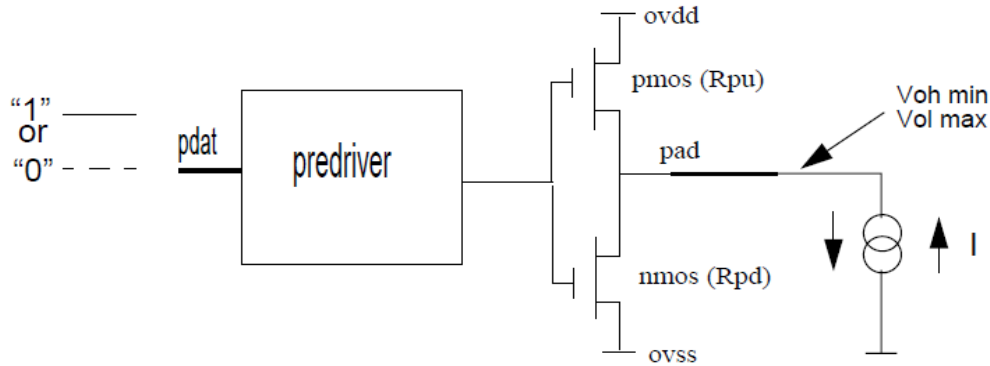 ovdd
pmos (Rpu)
Voh min
Vol max
“1”
or
“0”
pdat
predriver
pad
I
nmos (Rpd)
ovss